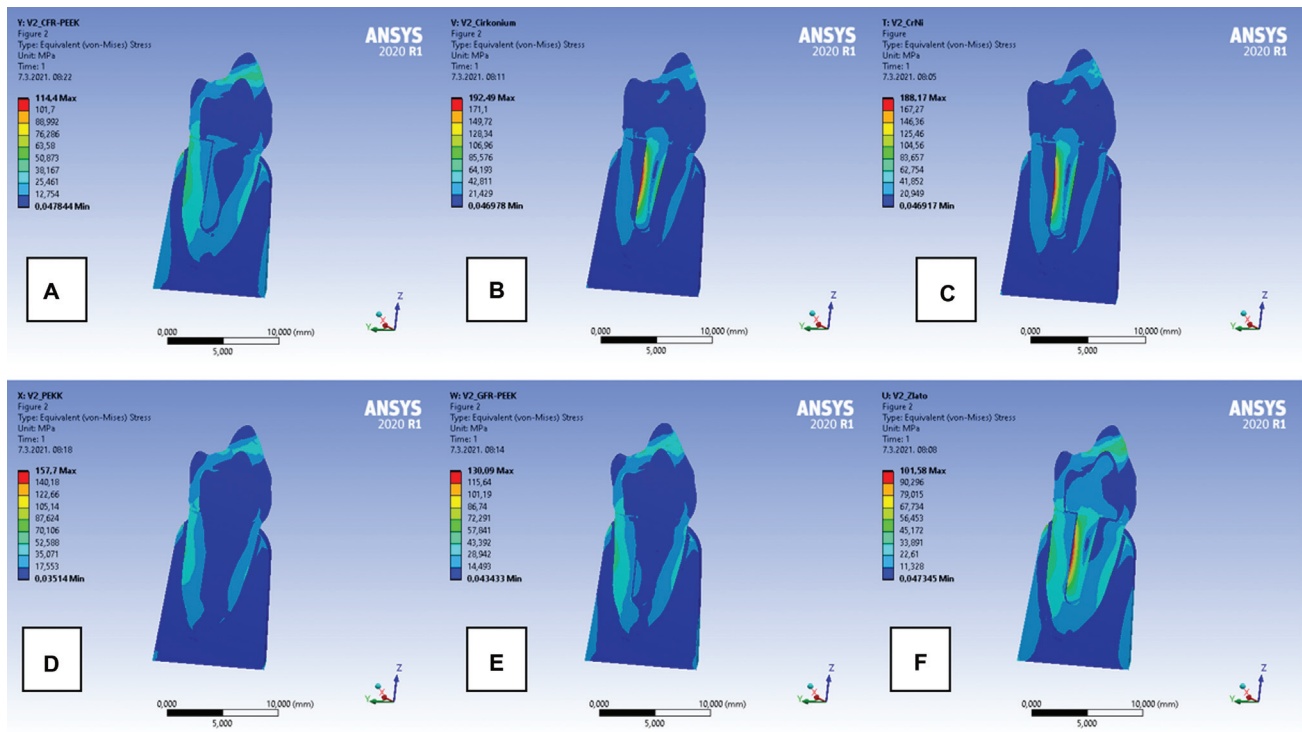 Y: V2_CFR-PEEK
Figure 2
Type: Equivalent (von-Mises) Stress
Unit: MPa
Time: 1
7.3.2021. 08:22
114,4 Max
101,7
88,992
76,286
63,58
50,873
38,167
25,461
12,754
0,047844 Min
ANSYS
2020 R1
A
0,000
10,000 (mm)
5,000
Z
Y
X
V: V2_Cirkonium
Figure 2
Type: Equivalent (von-Mises) Stress
Unit: MPa
Time: 1
7.3.2021. 08:11
192,49 Max
171,1
149,72
128,34
106,96
85,576
64,193
42,811
21,429
0,046978 Min
ANSYS
2020 R1
B
0,000
10,000 (mm)
5,000
Z
Y
X
T: V2_CrNi
Figure
Type: Equivalent (von-Mises) Stress
Unit: MPa
Time: 1
7.3.2021. 08:05
188,17 Max
167,27
146,36
125,46
104,56
83,657
62,754
41,852
20,949
0,046917 Min
ANSYS
2020 R1
C
0,000
10,000 (mm)
5,000
Z
Y
X
X: V2_PEKK
Figure 2
Type: Equivalent (von-Mises) Stress
Unit: MPa
Time: 1
7.3.2021. 08:18
157,7 Max
140,18
122,66
105,14
87,624
70,106
52,588
35,071
17,553
0,03514 Min
ANSYS
2020 R1
D
0,000
10,000 (mm)
5,000
Z
Y
X
W: V2_GFR-PEEK
Figure 2
Type: Equivalent (von-Mises) Stress
Unit: MPa
Time: 1
7.3.2021. 08:14
130,09 Max
115,64
101,19
86,74
72,291
57,841
43,392
28,942
14,493
0,043433 Min
ANSYS
2020 R1
E
0,000
10,000 (mm)
5,000
Z
Y
X
U: V2_Zlato
Figure 2
Type: Equivalent (von-Mises) Stress
Unit: MPa
Time: 1
7.3.2021. 08:08
101,58 Max
90,296
79,015
67,734
56,453
45,172
33,891
22,61
11,328
0,047345 Min
ANSYS
2020 R1
F
0,000
10,000 (mm)
5,000
Z
Y
X